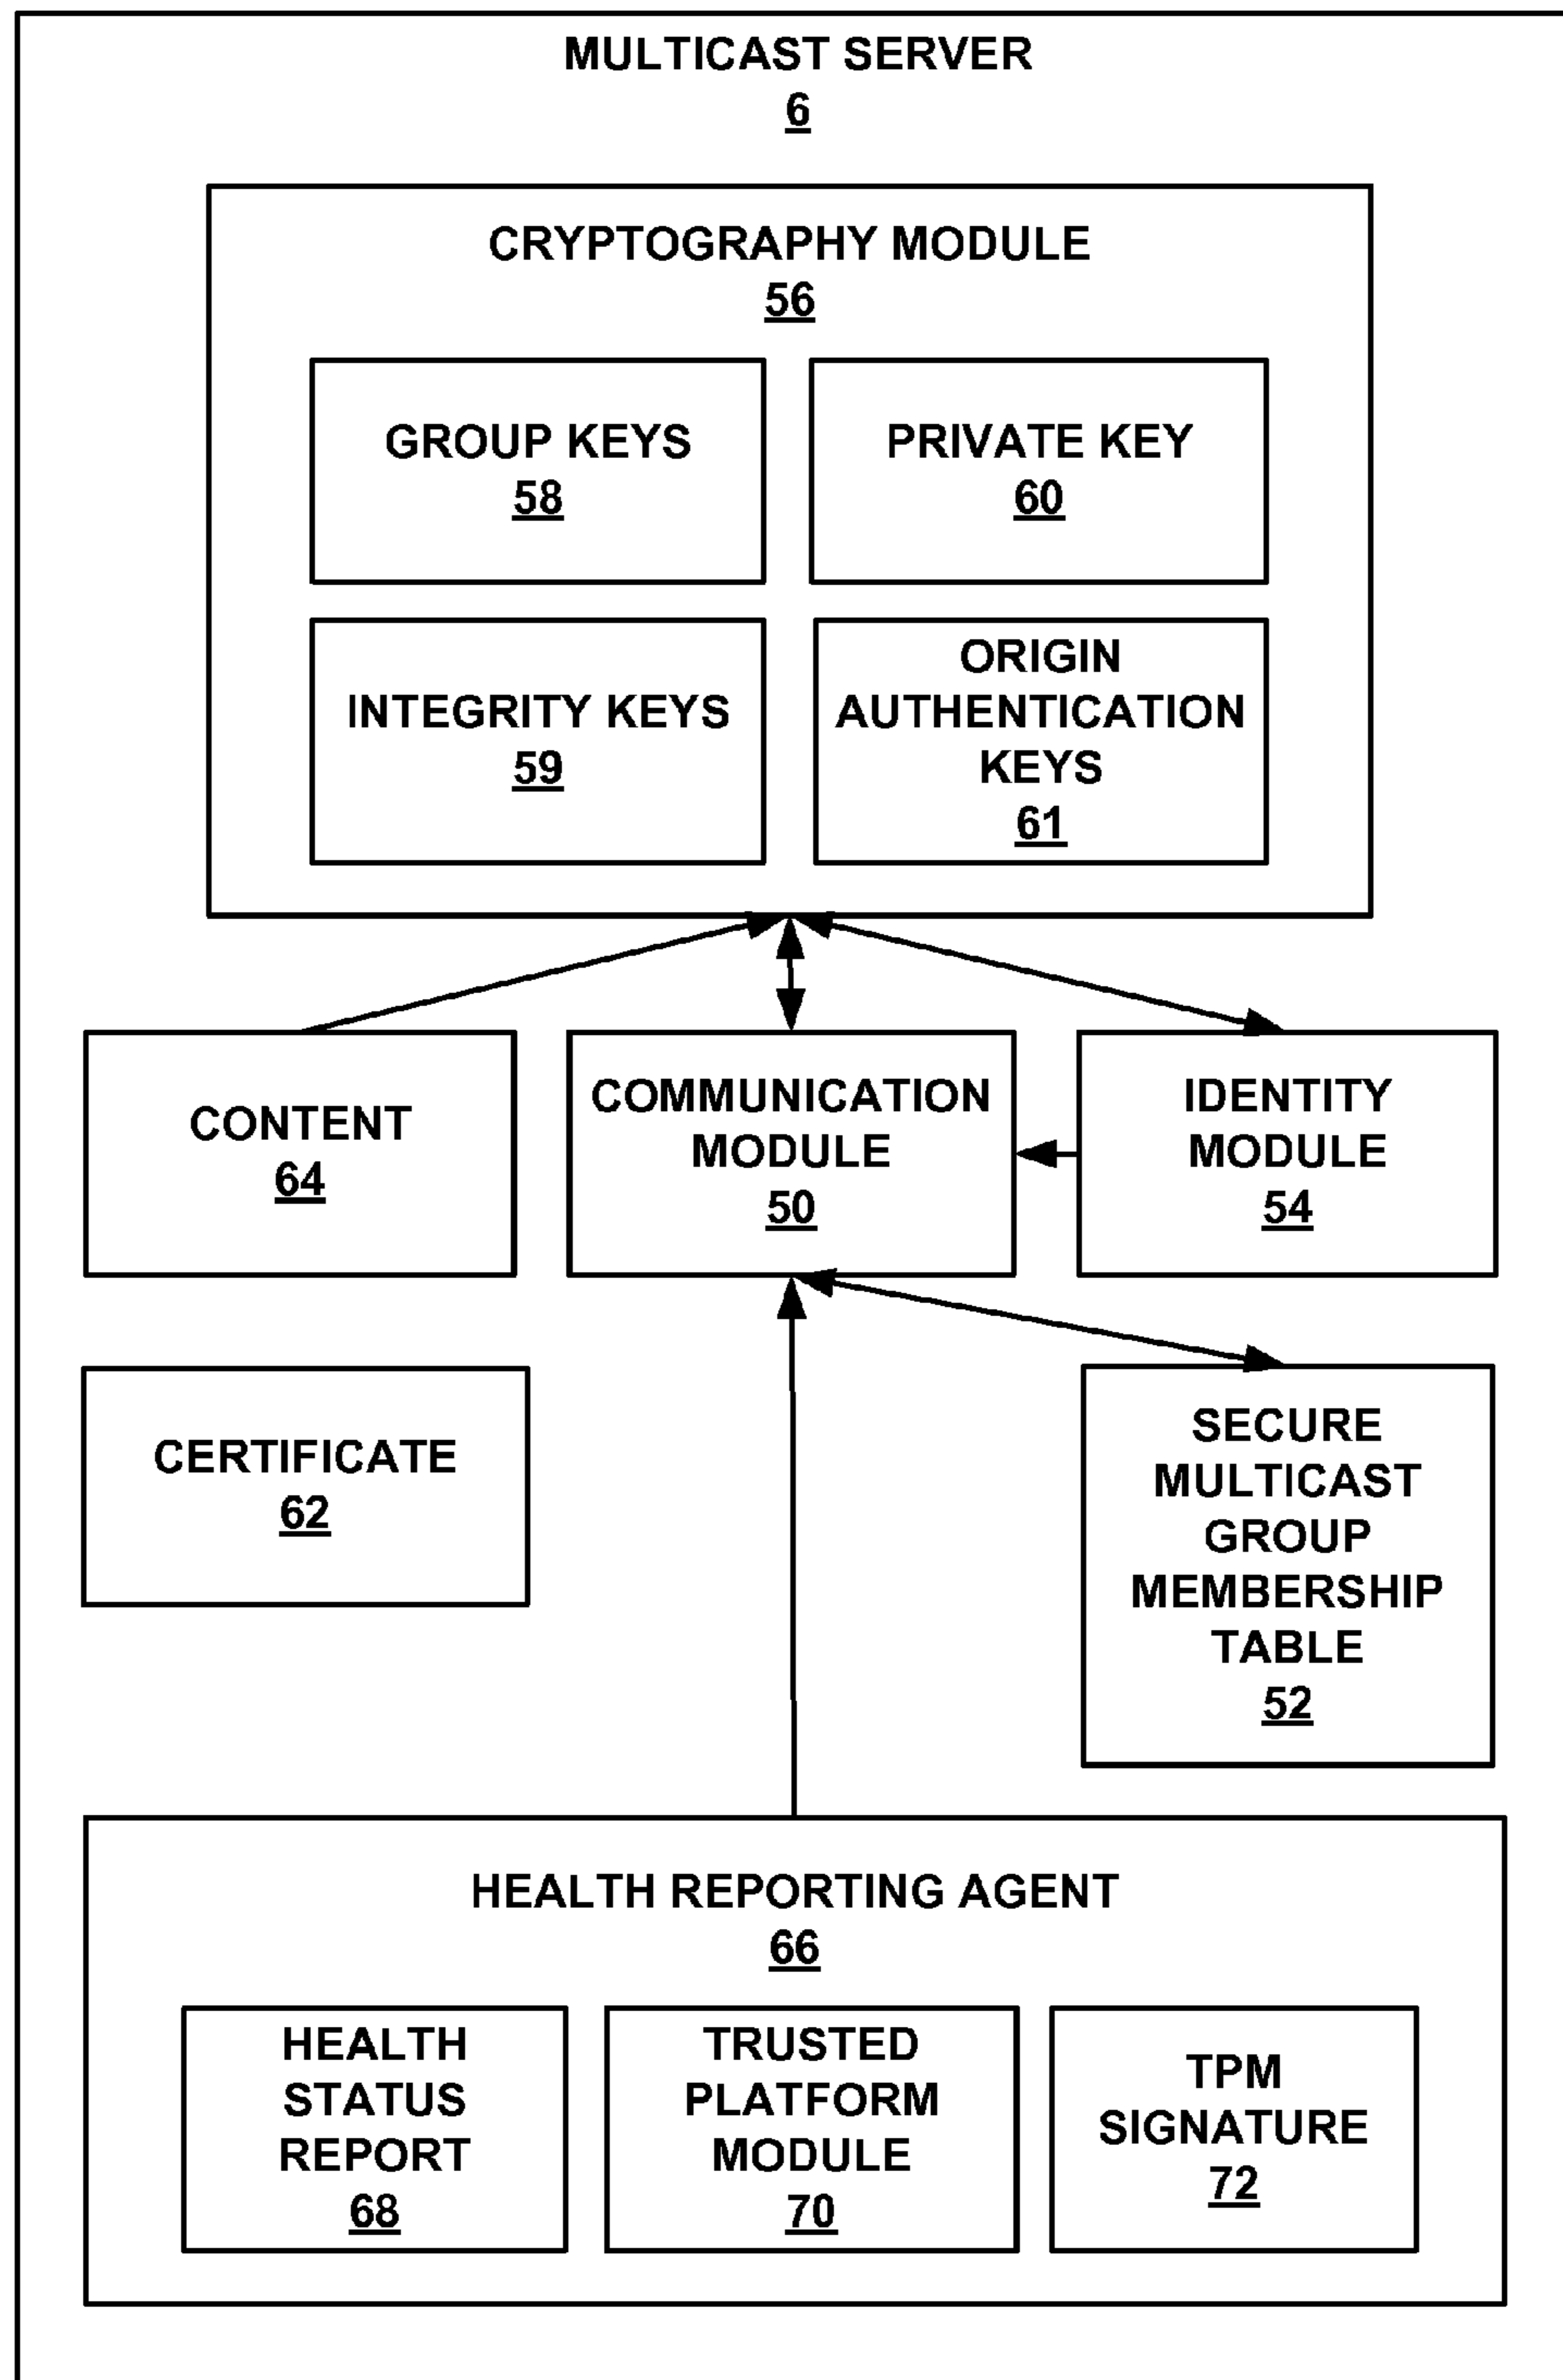 MULTICAST SERVER
6
CRYPTOGRAPHY MODULE
56
GROUP KEYS
58
PRIVATE KEY
60
INTEGRITY KEYS
59
ORIGIN
AUTHENTICATION
KEYS
61
CONTENT
64
COMMUNICATION
MODULE
50
IDENTITY
MODULE
54
CERTIFICATE
62
SECURE
MULTICAST
GROUP
MEMBERSHIP
TABLE
52
HEALTH REPORTING AGENT
66
HEALTH
STATUS
REPORT
68
TRUSTED
PLATFORM
MODULE
70
TPM
SIGNATURE
72